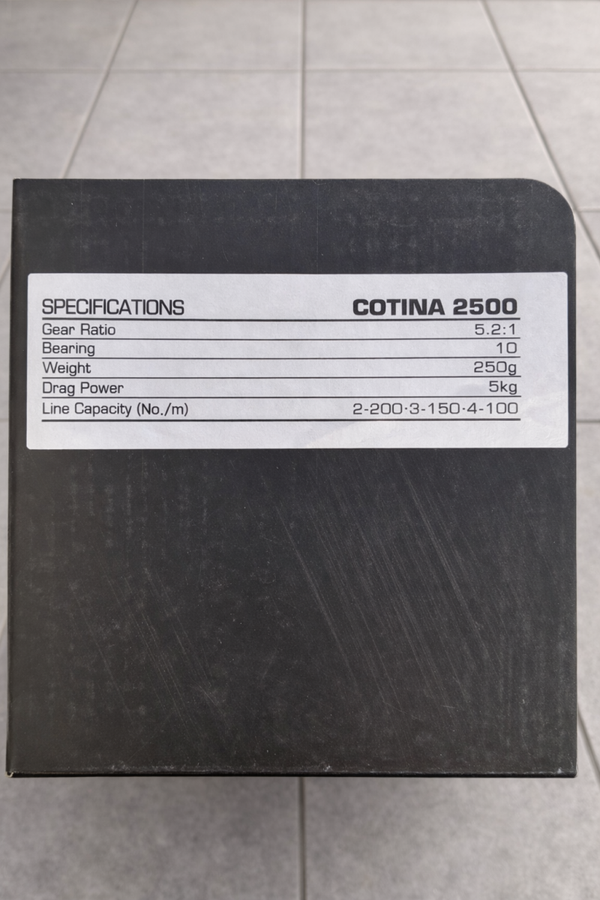 SPECIFICATIONS COTINA 2500
Gear Ratio 5.2:1
Bearing 10
Weight 250g
Drag Power 5kg
Line Capacity (No./m) 2-200·3-150·4-100